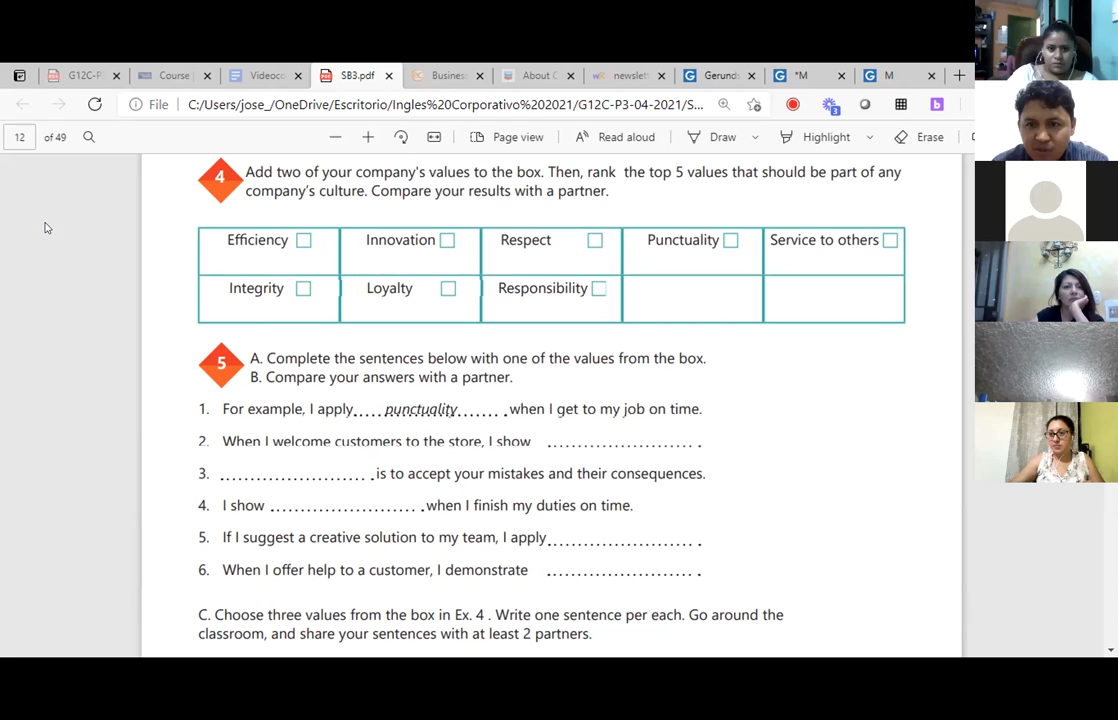 G12C-P
Course
Videoco
SB3.pdf
Business
About C
newslett
Gerund
*M
M
File
C:/Users/jose_/OneDrive/Escritorio/Ingles%20Corporativo%202021/G12C-P3-04-2021/S...
3
12 of 49
Page view
Read aloud
Draw
Highlight
Erase
4
Add two of your company's values to the box. Then, rank the top 5 values that should be part of any
company's culture. Compare your results with a partner.
Efficiency Innovation Respect Punctuality Service to others
Integrity Loyalty Responsibility
5
A. Complete the sentences below with one of the values from the box.
B. Compare your answers with a partner.
1. For example, I apply..... punctuality....... .when I get to my job on time.
2. When I welcome customers to the store, I show ......................... .
3. ......................... .is to accept your mistakes and their consequences.
4. I show ......................... .when I finish my duties on time.
5. If I suggest a creative solution to my team, I apply......................... .
6. When I offer help to a customer, I demonstrate ......................... .
C. Choose three values from the box in Ex. 4 . Write one sentence per each. Go around the
classroom, and share your sentences with at least 2 partners.